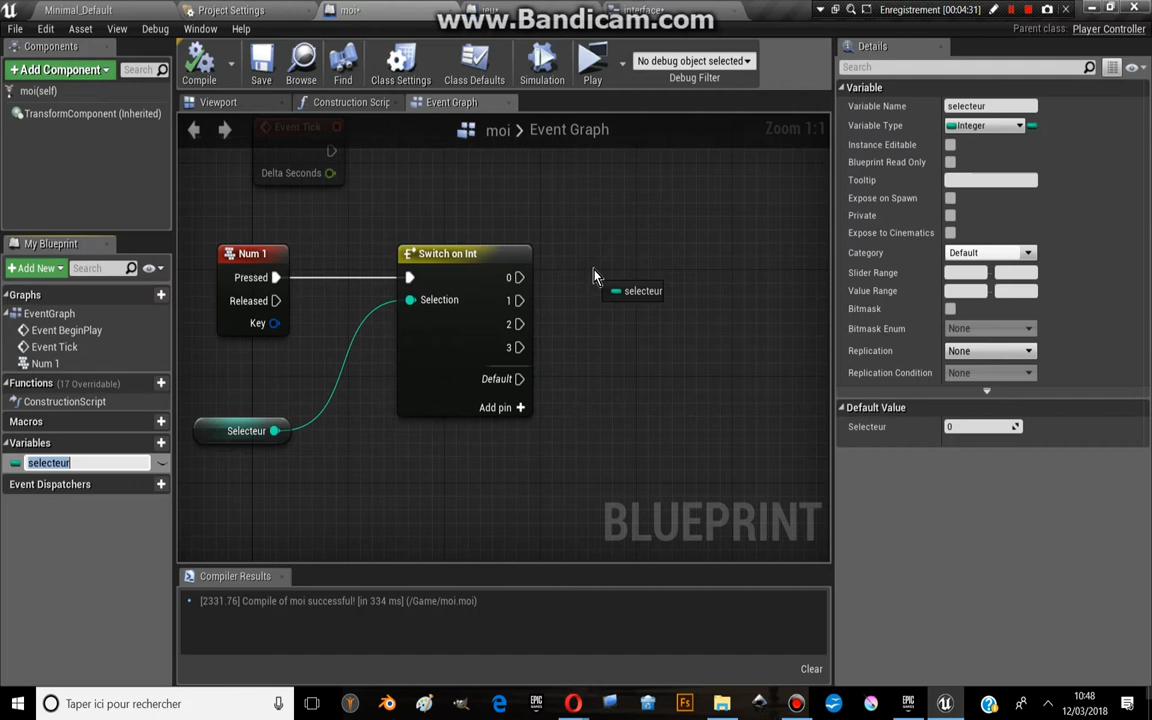 Minimal_Default
Project Settings
moi*
jeu*
interface*
www.Bandicam.com
Enregistrement (00:04:31)
File Edit Asset View Debug Window Help
Parent class: Player Controller
Components
+ Add Component
Search
moi(self)
TransformComponent (Inherited)
Compile
Save
Browse
Find
Class Settings
Class Defaults
Simulation
Play
No debug object selected
Debug Filter
Viewport
Construction Scrip
Event Graph
moi > Event Graph
Zoom 1:1
Event Tick
Delta Seconds
Num 1
Pressed
Released
Key
Switch on Int
Selection
0
1
2
3
Default
Add pin +
Selecteur
selecteur
BLUEPRINT
My Blueprint
+ Add New
Search
Graphs
EventGraph
Event BeginPlay
Event Tick
Num 1
Functions (17 Overridable)
ConstructionScript
Macros
Variables
selecteur
Event Dispatchers
Compiler Results
[2331.76] Compile of moi successful! [in 334 ms] (/Game/moi.moi)
Clear
Details
Search
Variable
Variable Name selecteur
Variable Type Integer
Instance Editable
Blueprint Read Only
Tooltip
Expose on Spawn
Private
Expose to Cinematics
Category Default
Slider Range
Value Range
Bitmask
Bitmask Enum None
Replication None
Replication Condition None
Default Value
Selecteur 0
Taper ici pour rechercher
10:48
12/03/2018